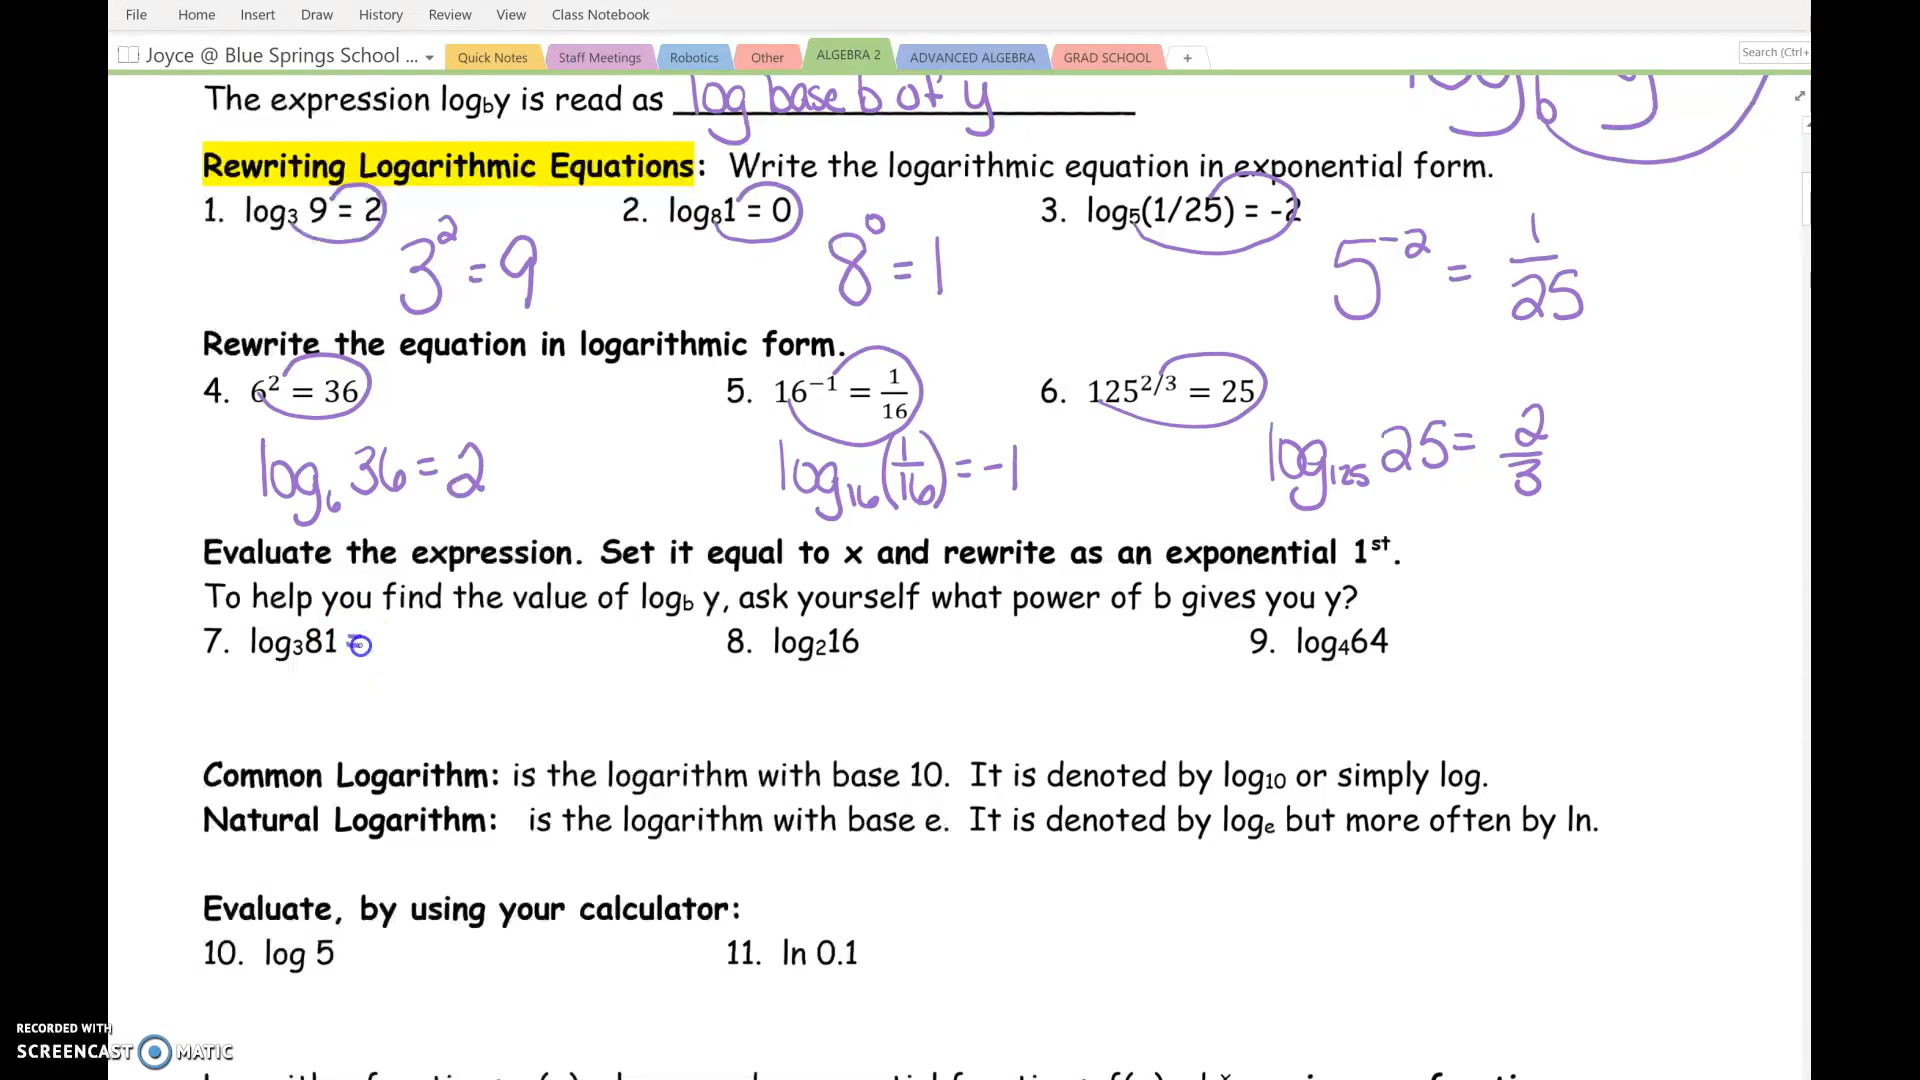 File Home Insert Draw History Review View Class Notebook
Joyce @ Blue Springs School ... Quick Notes Staff Meetings Robotics Other ALGEBRA 2 ADVANCED ALGEBRA GRAD SCHOOL + Search (Ctrl+
The expression log_b y is read as log base b of y
log_b y
Rewriting Logarithmic Equations: Write the logarithmic equation in exponential form.
1. log₃ 9 = 2 2. log₈1 = 0 3. log₅(1/25) = -2
3² = 9 8⁰ = 1 5⁻² = 1/25
Rewrite the equation in logarithmic form.
4. 6² = 36 5. 16⁻¹ = 1/16 6. 125^(2/3) = 25
log₆ 36 = 2 log₁₆ (1/16) = -1 log₁₂₅ 25 = 2/3
Evaluate the expression. Set it equal to x and rewrite as an exponential 1st.
To help you find the value of log_b y, ask yourself what power of b gives you y?
7. log₃81 = 8. log₂16 9. log₄64
Common Logarithm: is the logarithm with base 10. It is denoted by log₁₀ or simply log.
Natural Logarithm: is the logarithm with base e. It is denoted by logₑ but more often by ln.
Evaluate, by using your calculator:
10. log 5 11. ln 0.1
RECORDED WITH
SCREENCAST MATIC